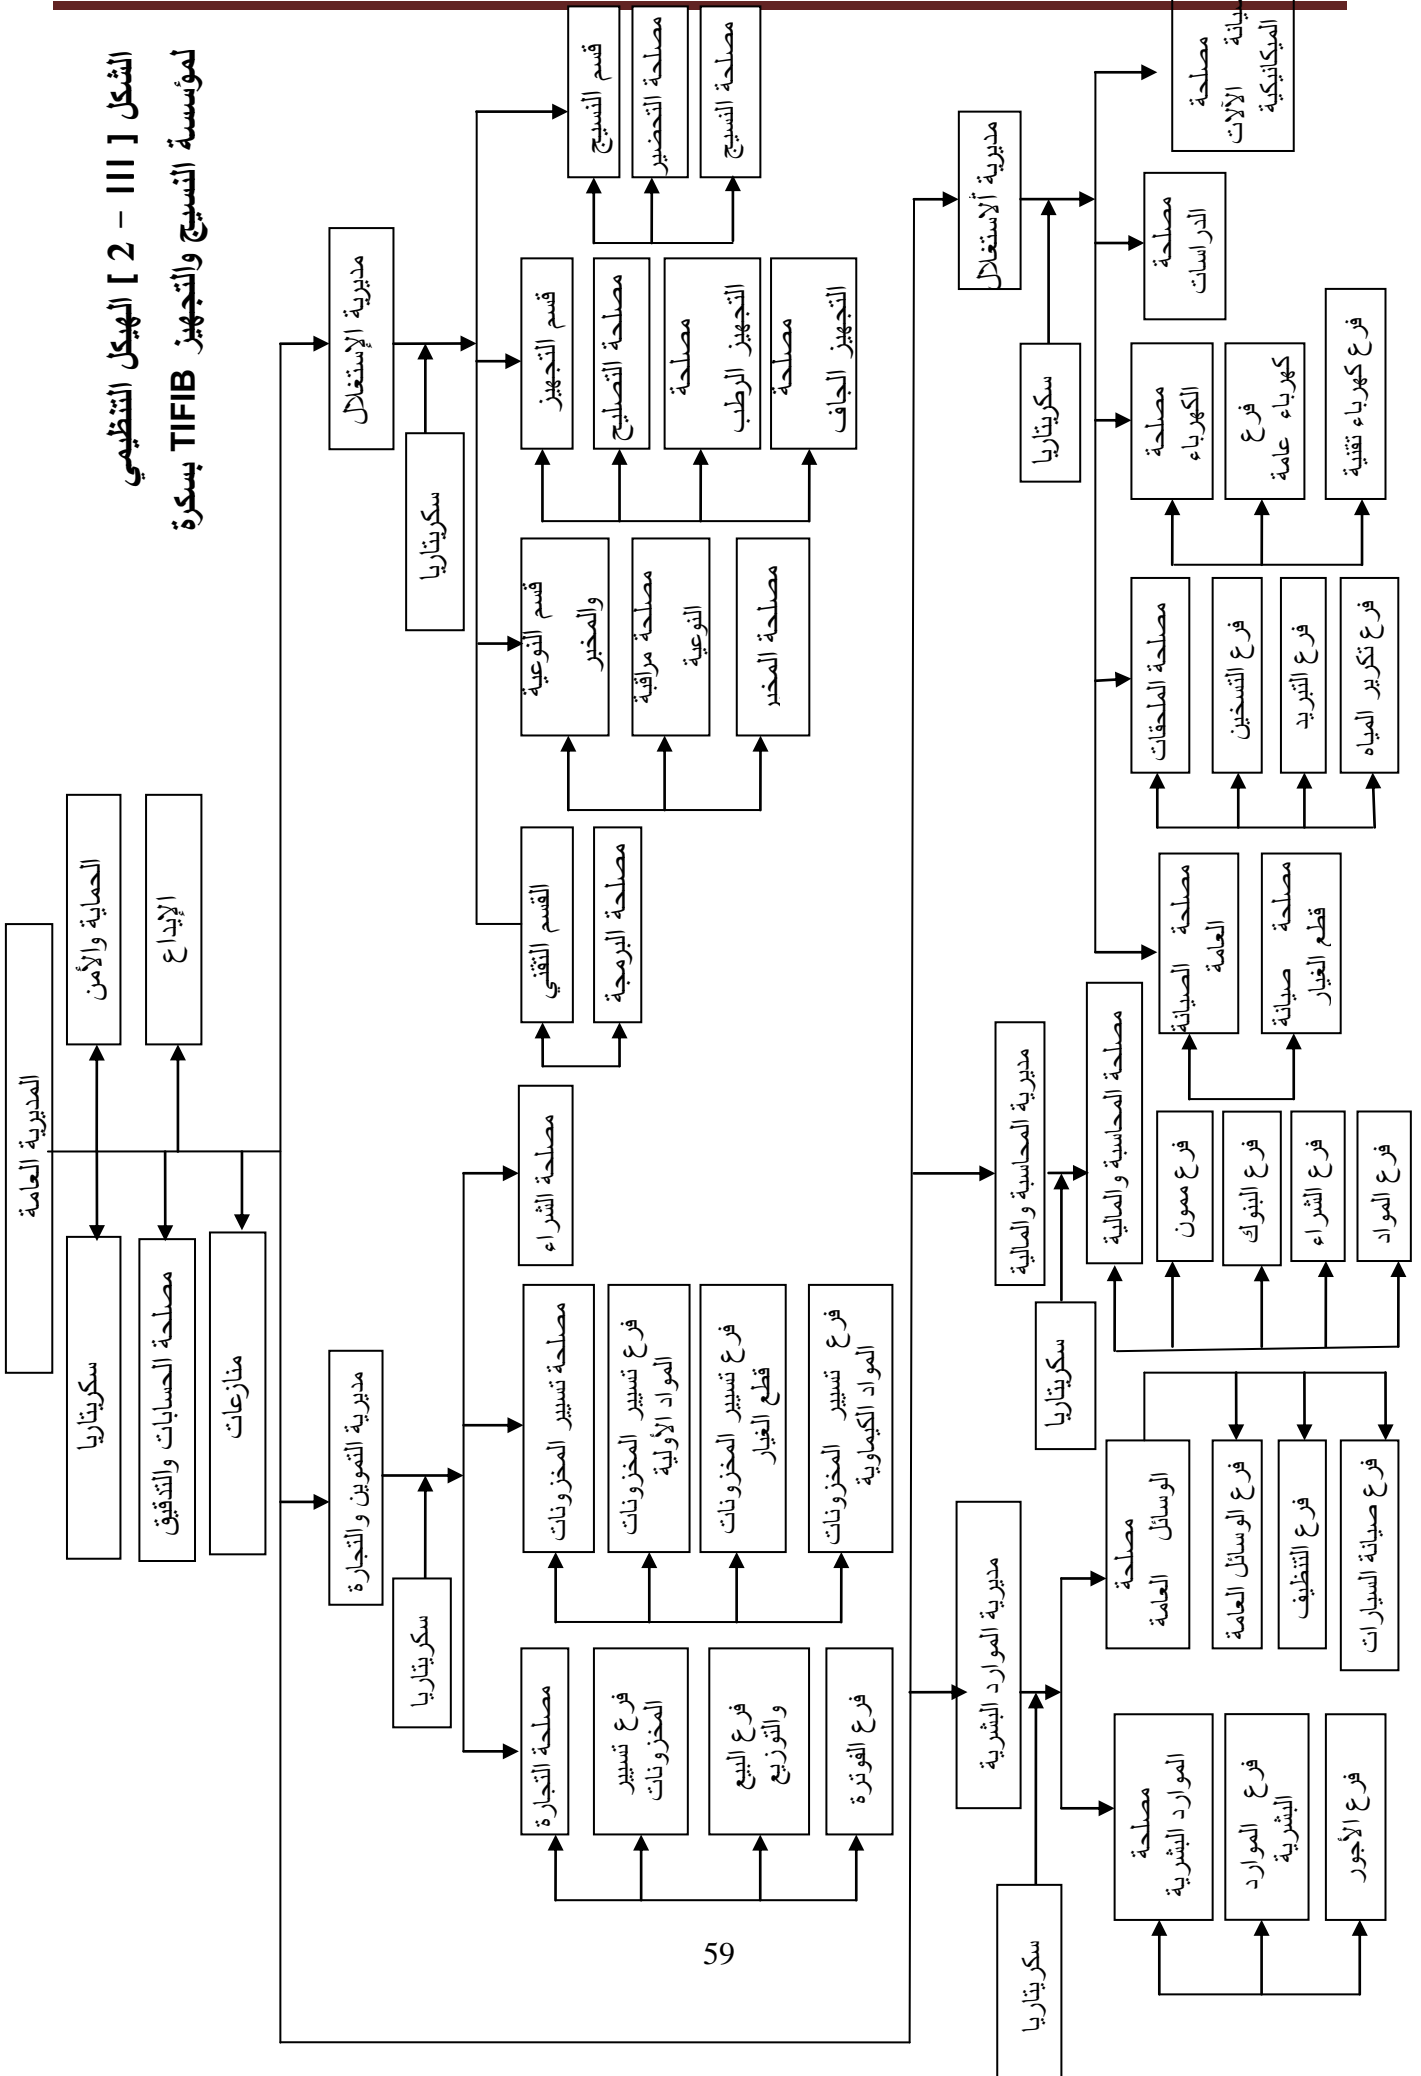 الشكل [ 2 – III ] الهيكل التنظيمي
لمؤسسة النسيج والتجهيز TIFIB بسكرة
المديرية العامة
الحماية والأمن
سكريتاريا
الإيداع
مصلحة الحسابات والتدقيق
منازعات
مديرية الإستغلال
سكريتاريا
قسم النسيج
مصلحة التحضير
مصلحة النسيج
قسم التجهيز
مصلحة التصليح
مصلحة
التجهيز الرطب
مصلحة
التجهيز الجاف
قسم النوعية
والمخبر
مصلحة مراقبة
النوعية
مصلحة المخبر
القسم التقني
مصلحة البرمجة
مديرية التموين والتجارة
سكريتاريا
مصلحة الشراء
مصلحة تسيير المخزونات
فرع تسيير المخزونات
المواد الأولية
فرع تسيير المخزونات
قطع الغيار
فرع تسيير المخزونات
المواد الكيماوية
مصلحة التجارة
فرع تسيير
المخزونات
فرع البيع
والتوزيع
فرع الفوترة
مديرية الاستغلال
سكريتاريا
مصلحة
الآلات
الميكانيكية
مصلحة
الدراسات
مصلحة
الكهرباء
فرع
كهرباء عامة
فرع كهرباء تقنية
مصلحة الملحقات
فرع التسخين
فرع التبريد
فرع تكرير المياه
مصلحة الصيانة
العامة
مصلحة صيانة
قطع الغيار
مديرية المحاسبة والمالية
سكريتاريا
مصلحة المحاسبة والمالية
فرع ممون
فرع البنوك
فرع الشراء
فرع المواد
مديرية الموارد البشرية
سكريتاريا
مصلحة الوسائل
العامة
فرع الوسائل العامة
فرع التنظيف
فرع صيانة السيارات
مصلحة
الموارد البشرية
فرع الموارد
البشرية
فرع الأجور
59